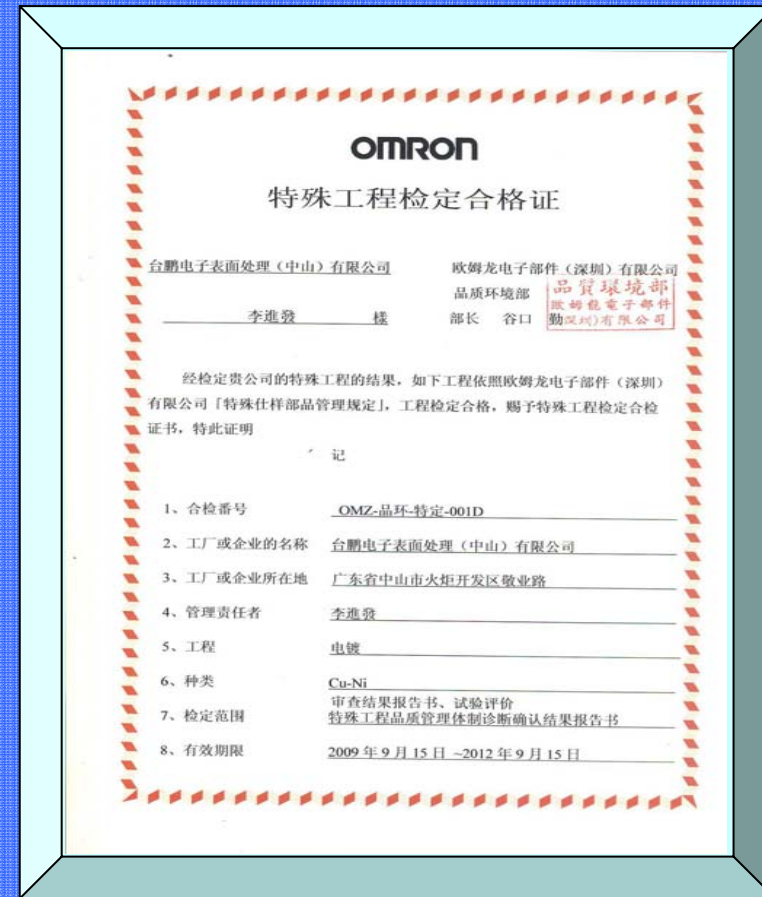 OMRON
特殊工程检定合格证
台鹏电子表面处理（中山）有限公司 欧姆龙电子部件（深圳）有限公司
品质环境部
李進發 様 部长 谷口 勤
品質環境部
欧姆龍電子部件
(深圳)有限公司
经检定贵公司的特殊工程的结果，如下工程依照欧姆龙电子部件（深圳）
有限公司「特殊仕样部品管理规定」，工程检定合格，赐予特殊工程检定合检
证书，特此证明
记
1、合检番号 OMZ-品环-特定-001D
2、工厂或企业的名称 台鹏电子表面处理（中山）有限公司
3、工厂或企业所在地 广东省中山市火炬开发区敬业路
4、管理责任者 李進發
5、工程 电镀
6、种类 Cu-Ni
7、检定范围 审查结果报告书、试验评价
特殊工程品质管理体制诊断确认结果报告书
8、有效期限 2009 年 9 月 15 日 ~2012 年 9 月 15 日